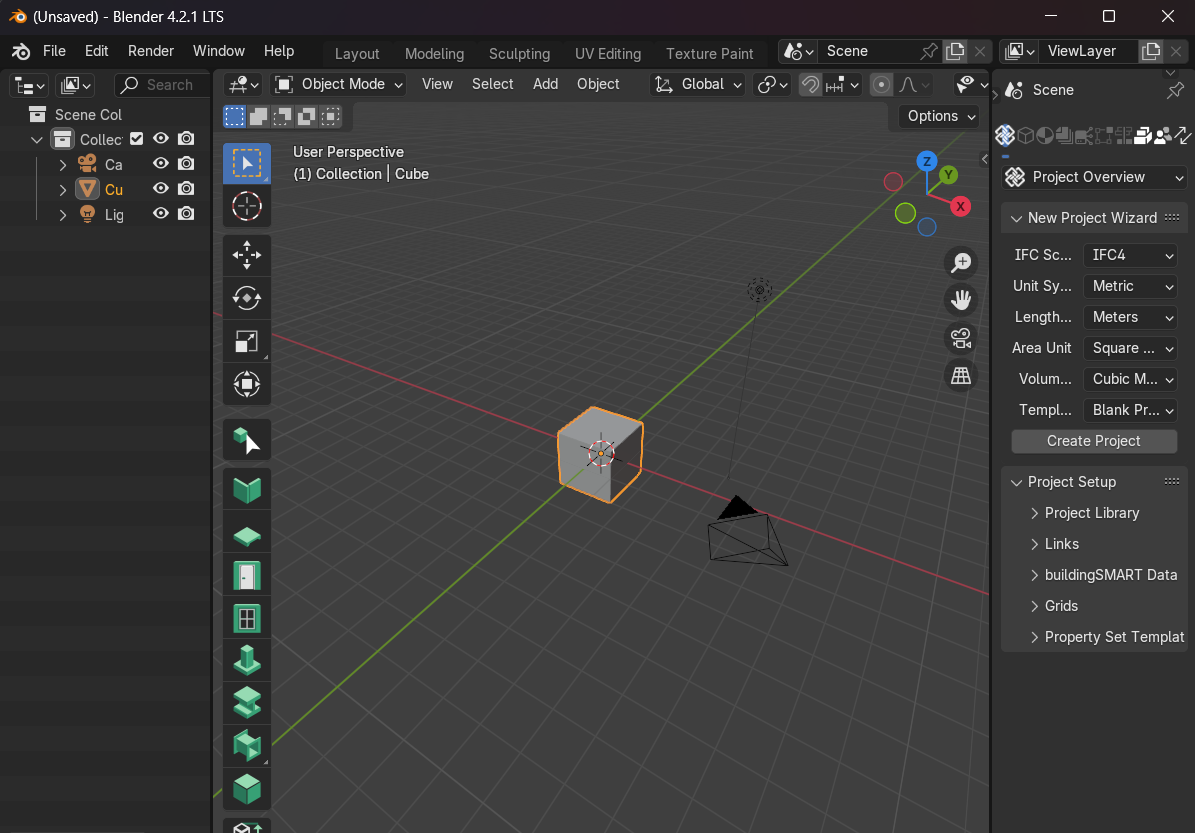 (Unsaved) - Blender 4.2.1 LTS
File Edit Render Window Help Layout Modeling Sculpting UV Editing Texture Paint Scene ViewLayer
Search Object Mode View Select Add Object Global Scene
Options
Scene Col
Collec
Ca
Cu
Lig
User Perspective
(1) Collection | Cube
Z
Y
X
Project Overview
New Project Wizard
IFC Sc... IFC4
Unit Sy... Metric
Length... Meters
Area Unit Square ...
Volum... Cubic M...
Templ... Blank Pr...
Create Project
Project Setup
Project Library
Links
buildingSMART Data
Grids
Property Set Templat